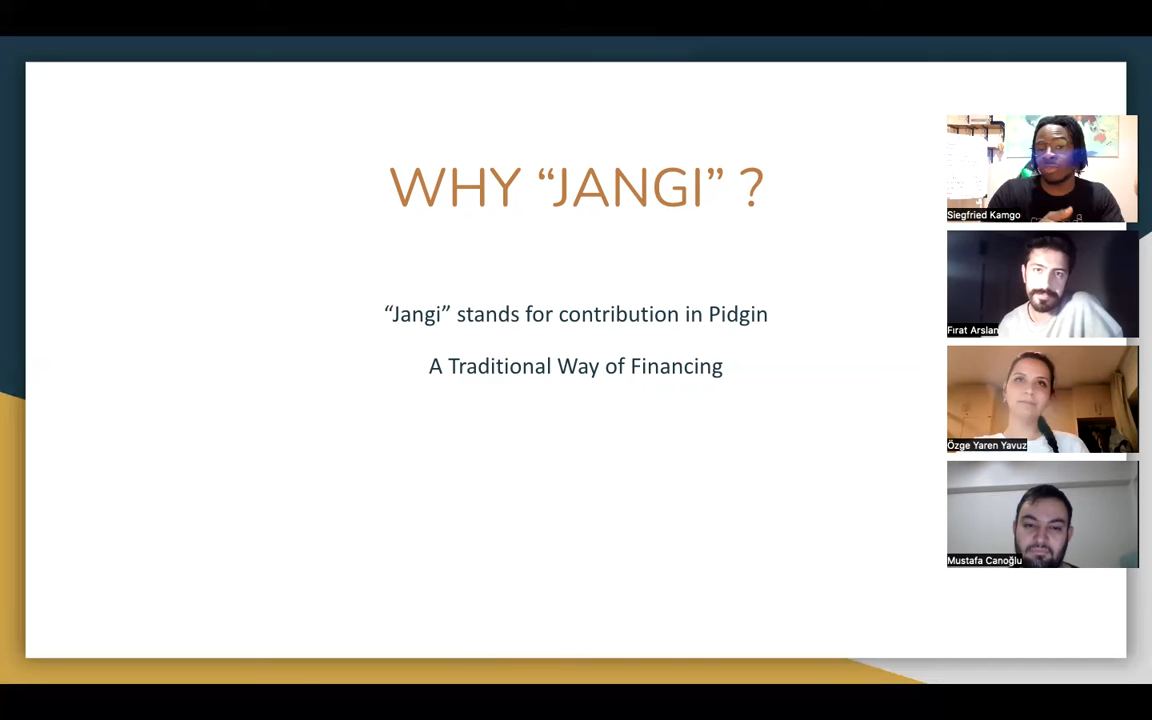 WHY “JANGI” ?
“Jangi” stands for contribution in Pidgin
A Traditional Way of Financing
Siegfried Kamgo
Fırat Arslan
Özge Yaren Yavuz
Mustafa Canoğlu